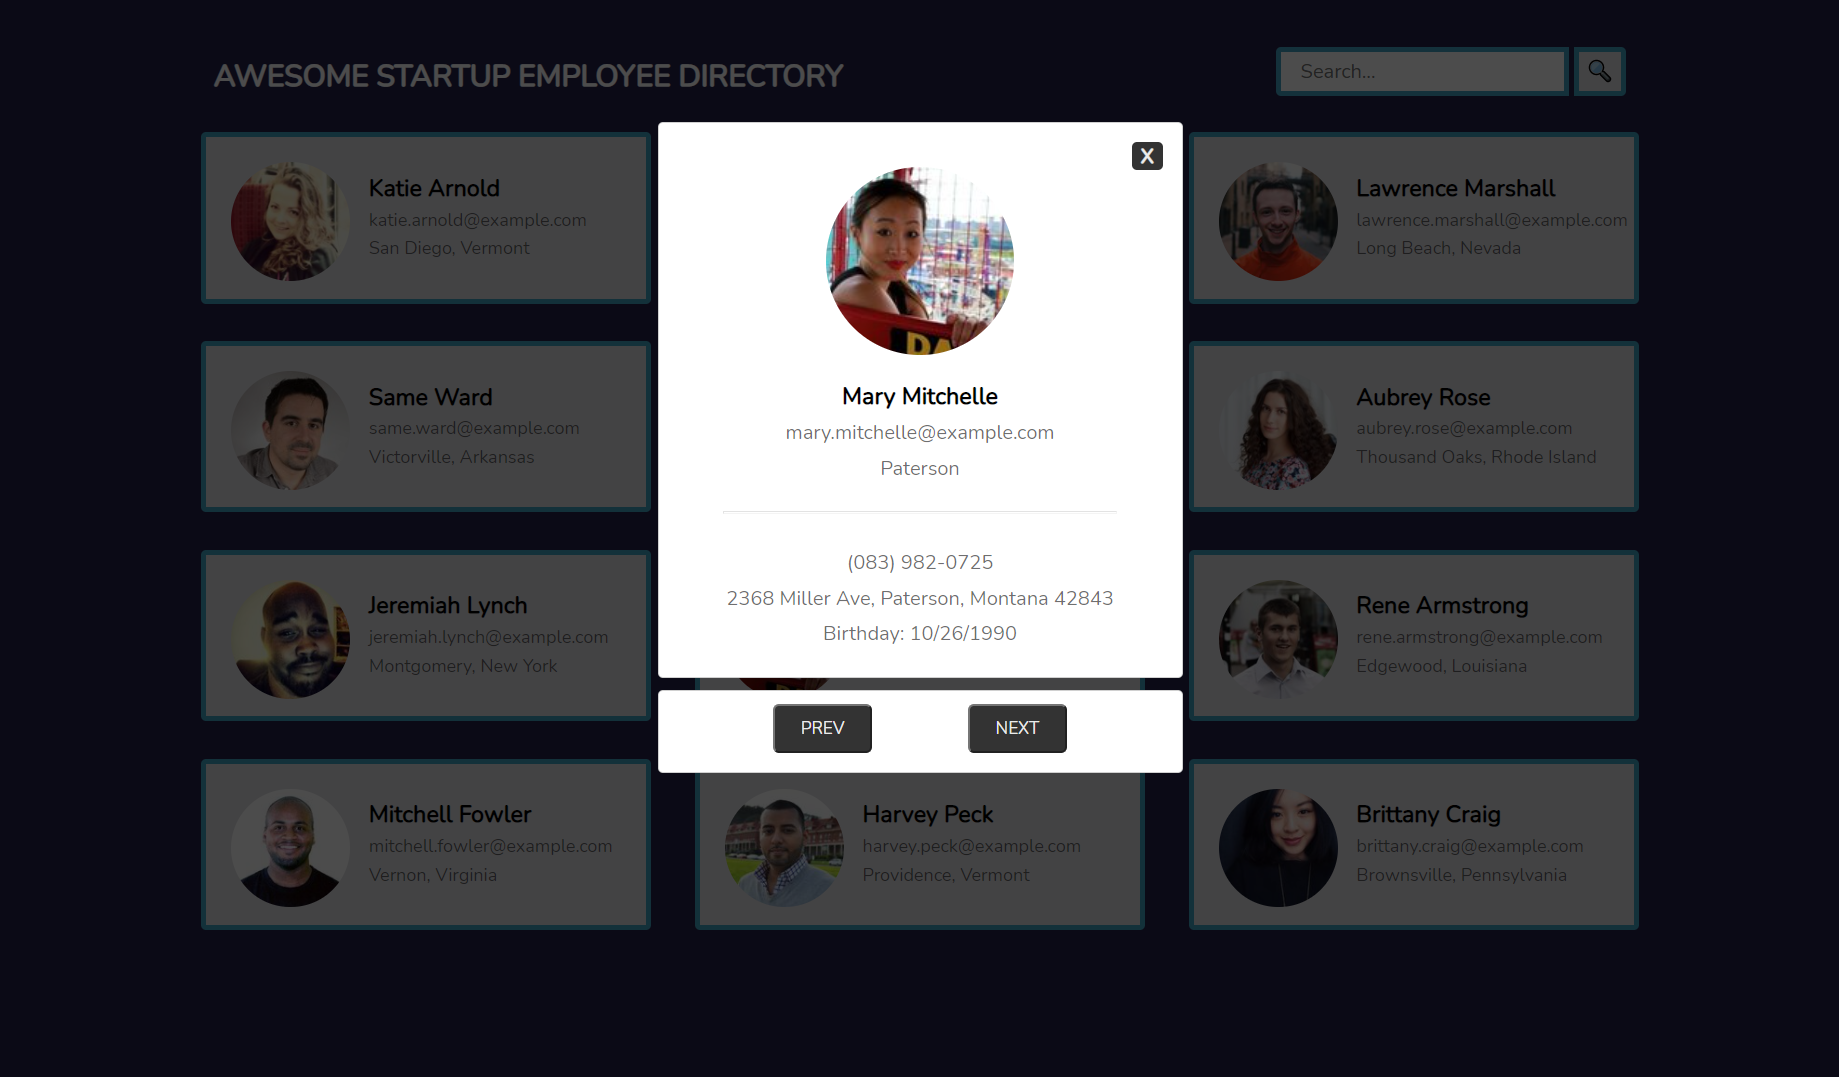 AWESOME STARTUP EMPLOYEE DIRECTORY
Search...
X
Katie Arnold
katie.arnold@example.com
San Diego, Vermont
Lawrence Marshall
lawrence.marshall@example.com
Long Beach, Nevada
Same Ward
same.ward@example.com
Victorville, Arkansas
Mary Mitchelle
mary.mitchelle@example.com
Paterson
(083) 982-0725
2368 Miller Ave, Paterson, Montana 42843
Birthday: 10/26/1990
Aubrey Rose
aubrey.rose@example.com
Thousand Oaks, Rhode Island
Jeremiah Lynch
jeremiah.lynch@example.com
Montgomery, New York
Rene Armstrong
rene.armstrong@example.com
Edgewood, Louisiana
PREV
NEXT
Mitchell Fowler
mitchell.fowler@example.com
Vernon, Virginia
Harvey Peck
harvey.peck@example.com
Providence, Vermont
Brittany Craig
brittany.craig@example.com
Brownsville, Pennsylvania